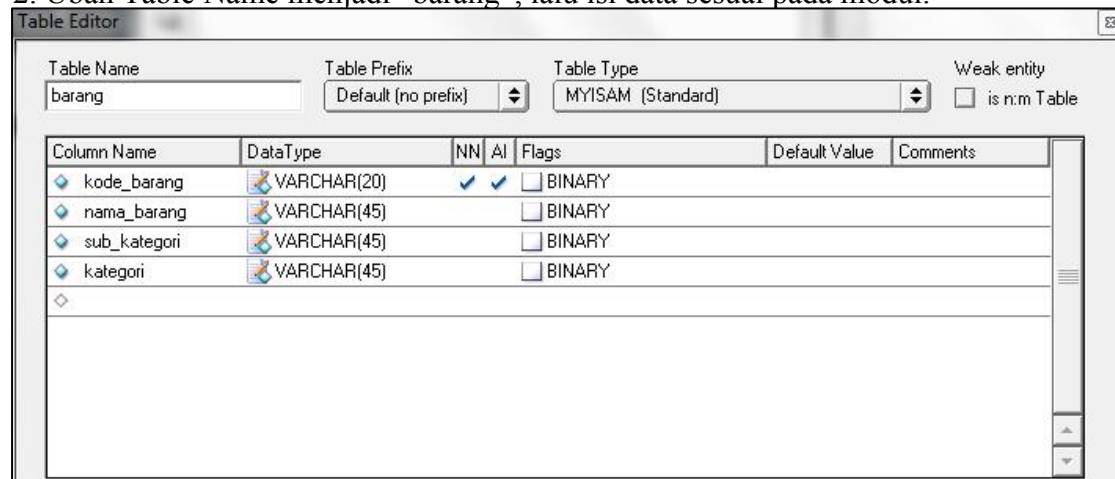 2. Ubah Table Name menjadi "barang", lalu isi data sesuai pada modul.
Table Editor
Table Name Table Prefix Table Type Weak entity
barang Default (no prefix) MYISAM (Standard) is n:m Table
Column Name DataType NN AI Flags Default Value Comments
kode_barang VARCHAR(20) BINARY
nama_barang VARCHAR(45) BINARY
sub_kategori VARCHAR(45) BINARY
kategori VARCHAR(45) BINARY